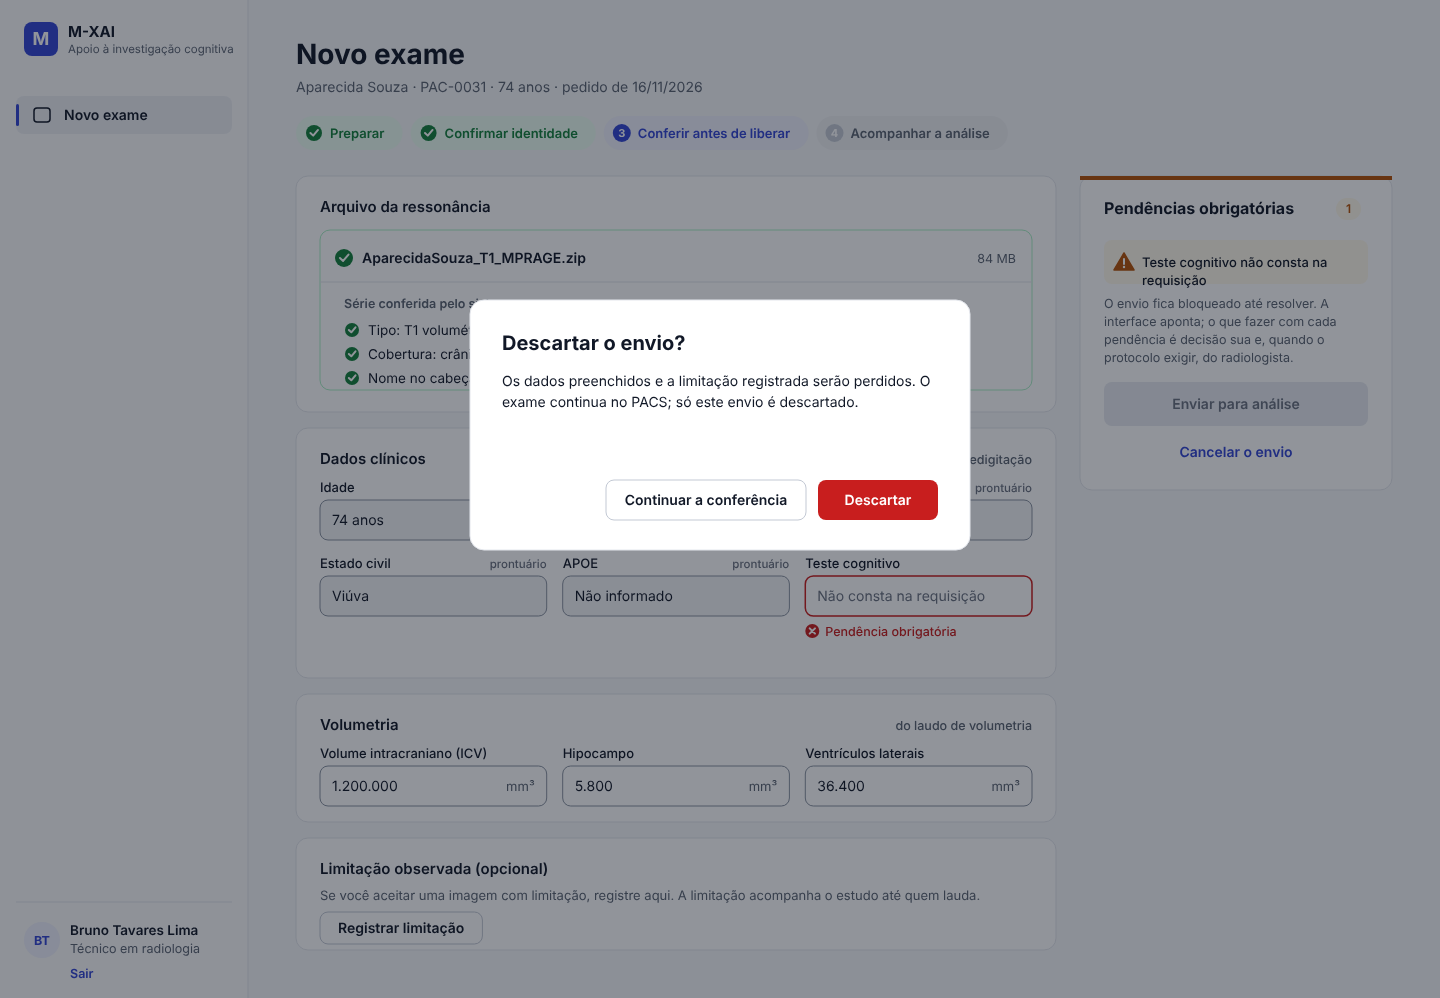 M
M-XAI
Apoio à investigação cognitiva
Novo exame
Novo exame
Aparecida Souza · PAC-0031 · 74 anos · pedido de 16/11/2026
Preparar
Confirmar identidade
3 Conferir antes de liberar
4 Acompanhar a análise
Arquivo da ressonância
AparecidaSouza_T1_MPRAGE.zip
84 MB
Série conferida pelo
Tipo: T1
Cobertura:
Nome no
Pendências obrigatórias
1
Teste cognitivo não consta na
requisição
O envio fica bloqueado até resolver. A
interface aponta; o que fazer com cada
pendência é decisão sua e, quando o
protocolo exigir, do radiologista.
Enviar para análise
Cancelar o envio
Descartar o envio?
Os dados preenchidos e a limitação registrada serão perdidos. O
exame continua no PACS; só este envio é descartado.
Continuar a conferência
Descartar
Dados clínicos
Idade
prontuário
74 anos
Estado civil
prontuário
APOE
prontuário
Teste cognitivo
Viúva
Não informado
Não consta na requisição
Pendência obrigatória
Volumetria
do laudo de volumetria
Volume intracraniano (ICV)
Hipocampo
Ventrículos laterais
1.200.000 mm³
5.800 mm³
36.400 mm³
Limitação observada (opcional)
Se você aceitar uma imagem com limitação, registre aqui. A limitação acompanha o estudo até quem lauda.
Registrar limitação
BT
Bruno Tavares Lima
Técnico em radiologia
Sair